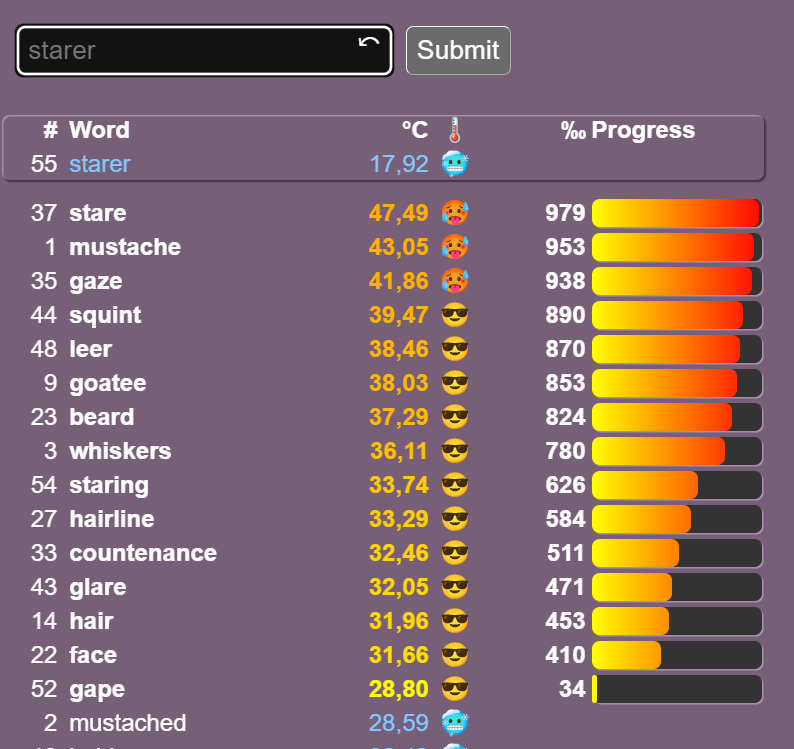 starer Submit
# Word °C 🌡️ ‰ Progress
55 starer 17,92 🥶
37 stare 47,49 🥵 979
1 mustache 43,05 🥵 953
35 gaze 41,86 🥵 938
44 squint 39,47 😎 890
48 leer 38,46 😎 870
9 goatee 38,03 😎 853
23 beard 37,29 😎 824
3 whiskers 36,11 😎 780
54 staring 33,74 😎 626
27 hairline 33,29 😎 584
33 countenance 32,46 😎 511
43 glare 32,05 😎 471
14 hair 31,96 😎 453
22 face 31,66 😎 410
52 gape 28,80 😎 34
2 mustached 28,59 🥶